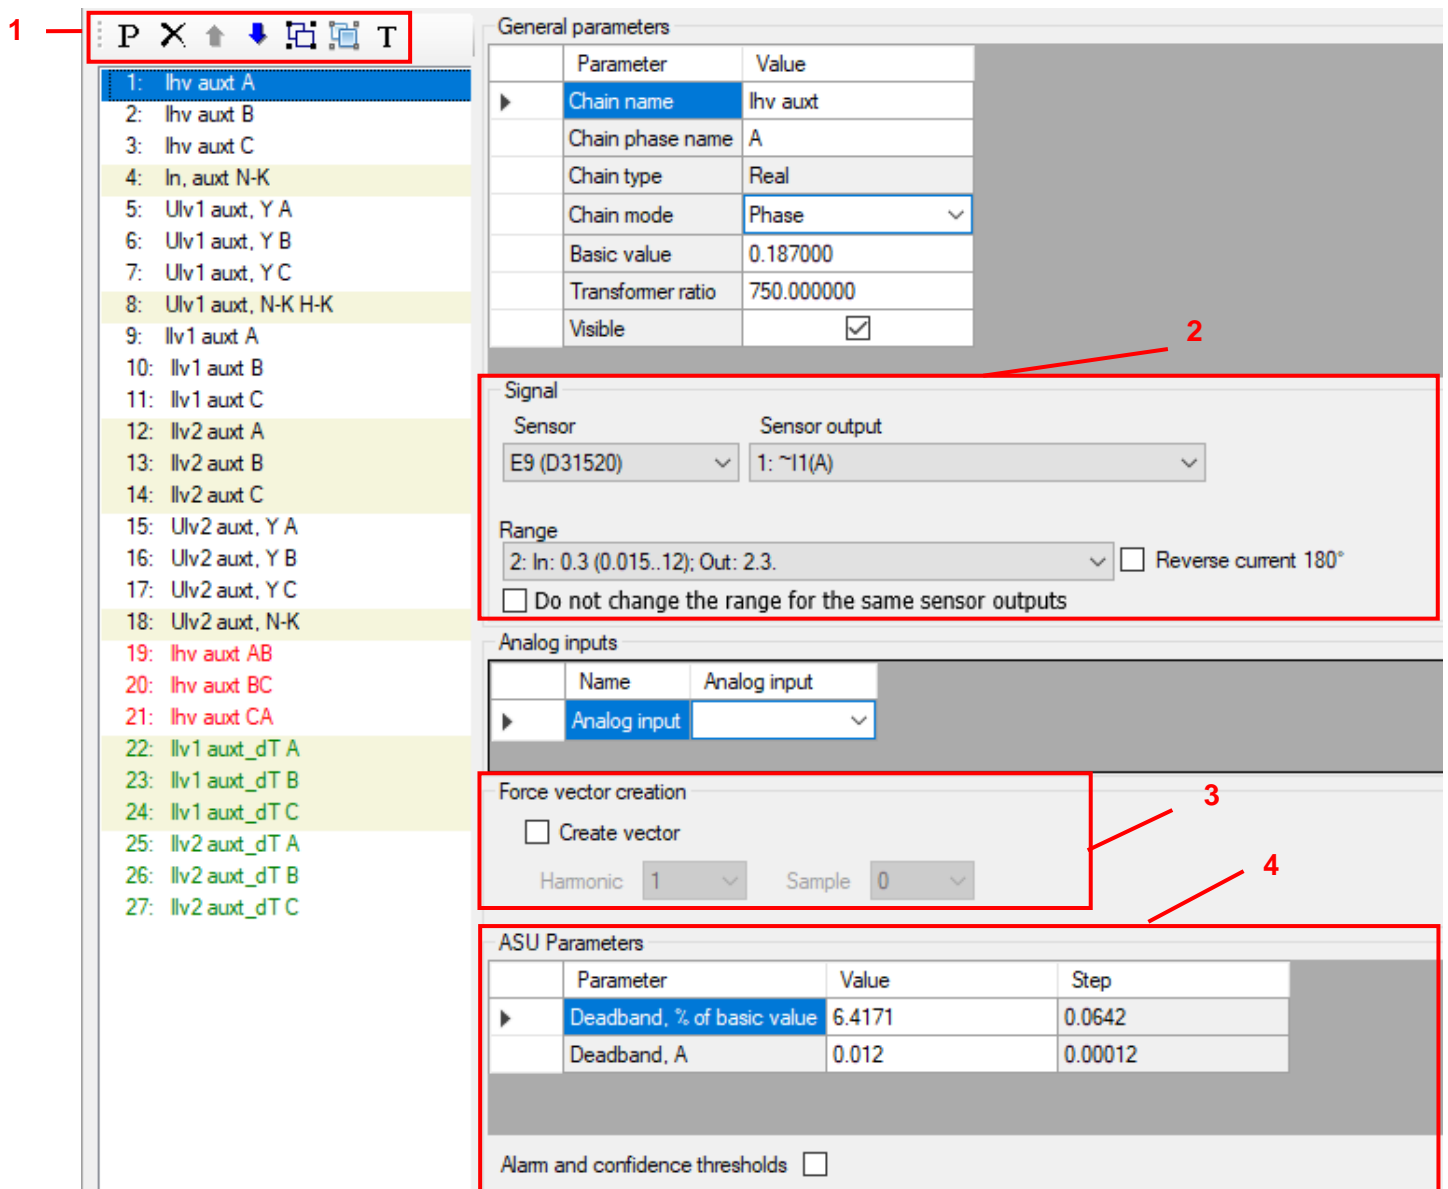 1
P T
1: Ihv auxt A
2: Ihv auxt B
3: Ihv auxt C
4: In, auxt N-K
5: Ulv1 auxt, Y A
6: Ulv1 auxt, Y B
7: Ulv1 auxt, Y C
8: Ulv1 auxt, N-K H-K
9: Ilv1 auxt A
10: Ilv1 auxt B
11: Ilv1 auxt C
12: Ilv2 auxt A
13: Ilv2 auxt B
14: Ilv2 auxt C
15: Ulv2 auxt, Y A
16: Ulv2 auxt, Y B
17: Ulv2 auxt, Y C
18: Ulv2 auxt, N-K
19: Ihv auxt AB
20: Ihv auxt BC
21: Ihv auxt CA
22: Ilv1 auxt_dT A
23: Ilv1 auxt_dT B
24: Ilv1 auxt_dT C
25: Ilv2 auxt_dT A
26: Ilv2 auxt_dT B
27: Ilv2 auxt_dT C
General parameters
Parameter Value
Chain name Ihv auxt
Chain phase name A
Chain type Real
Chain mode Phase
Basic value 0.187000
Transformer ratio 750.000000
Visible
2
Signal
Sensor Sensor output
E9 (D31520) 1: ~I1(A)
Range
2: In: 0.3 (0.015..12); Out: 2.3. Reverse current 180°
Do not change the range for the same sensor outputs
Analog inputs
Name Analog input
Analog input
Force vector creation
3
Create vector
Harmonic 1 Sample 0
4
ASU Parameters
Parameter Value Step
Deadband, % of basic value 6.4171 0.0642
Deadband, A 0.012 0.00012
Alarm and confidence thresholds